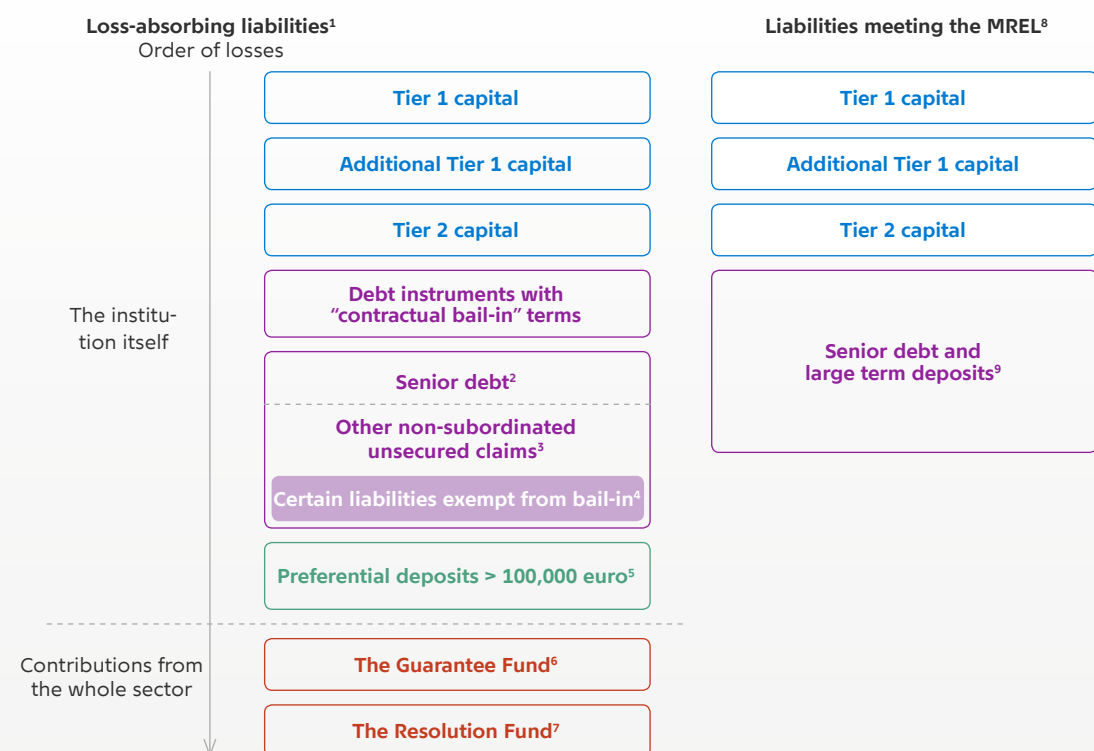 Loss-absorbing liabilities¹
Order of losses
Liabilities meeting the MREL⁸
Tier 1 capital
Tier 1 capital
Additional Tier 1 capital
Additional Tier 1 capital
Tier 2 capital
Tier 2 capital
The institu-
tion itself
Debt instruments with
“contractual bail-in” terms
Senior debt and
large term deposits⁹
Senior debt²
Other non-subordinated
unsecured claims³
Certain liabilities exempt from bail-in⁴
Preferential deposits > 100,000 euro⁵
Contributions from
the whole sector
The Guarantee Fund⁶
The Resolution Fund⁷